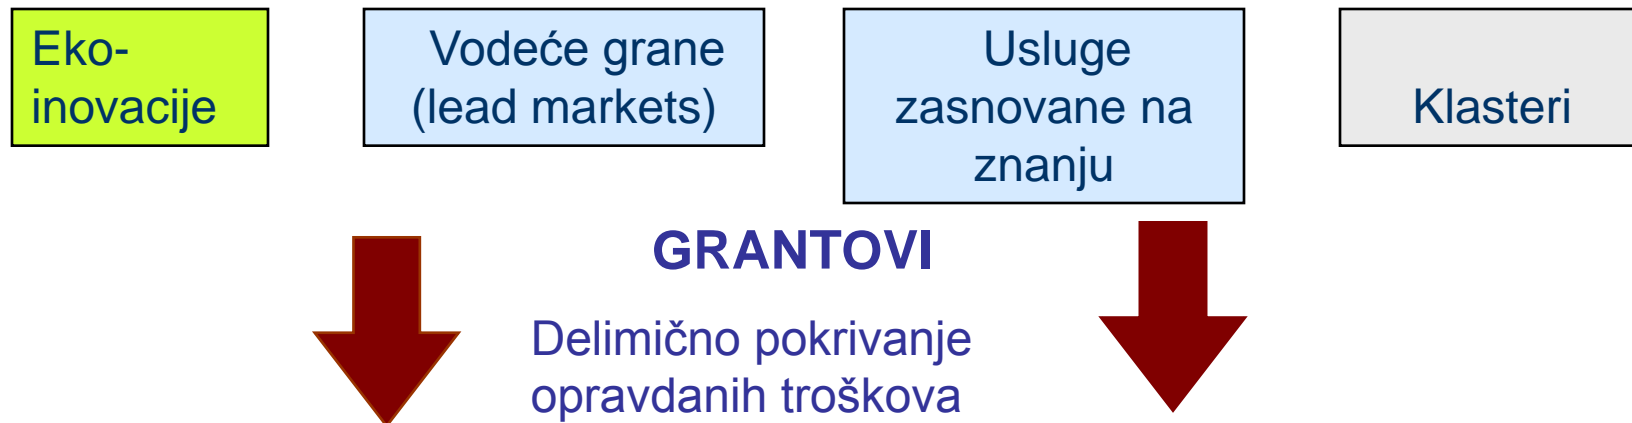 Eko-
inovacije
Vodeće grane
(lead markets)
Usluge
zasnovane na
znanju
Klasteri
GRANTOVI
Delimično pokrivanje
opravdanih troškova